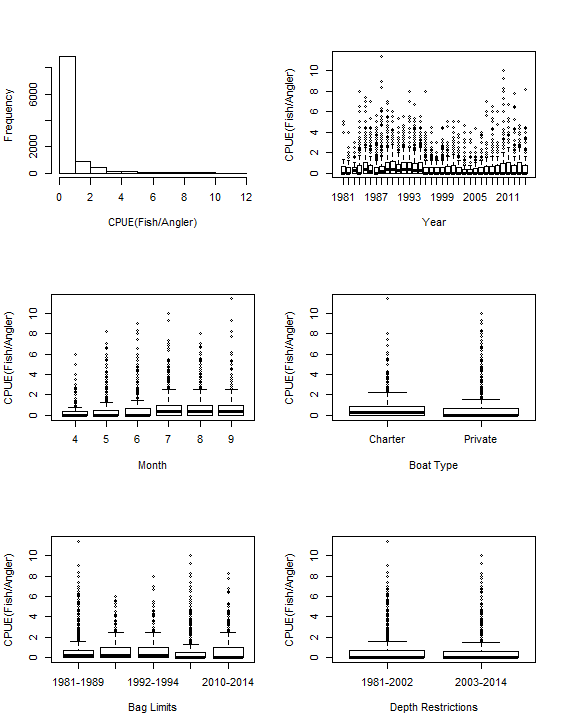 Frequency
0 2000 6000
0 2 4 6 8 10 12
CPUE(Fish/Angler)
CPUE(Fish/Angler)
0 2 4 6 8 10
1981 1987 1993 1999 2005 2011
Year
CPUE(Fish/Angler)
0 2 4 6 8 10
4 5 6 7 8 9
Month
CPUE(Fish/Angler)
0 2 4 6 8 10
Charter Private
Boat Type
CPUE(Fish/Angler)
0 2 4 6 8 10
1981-1989 1992-1994 2010-2014
Bag Limits
CPUE(Fish/Angler)
0 2 4 6 8 10
1981-2002 2003-2014
Depth Restrictions